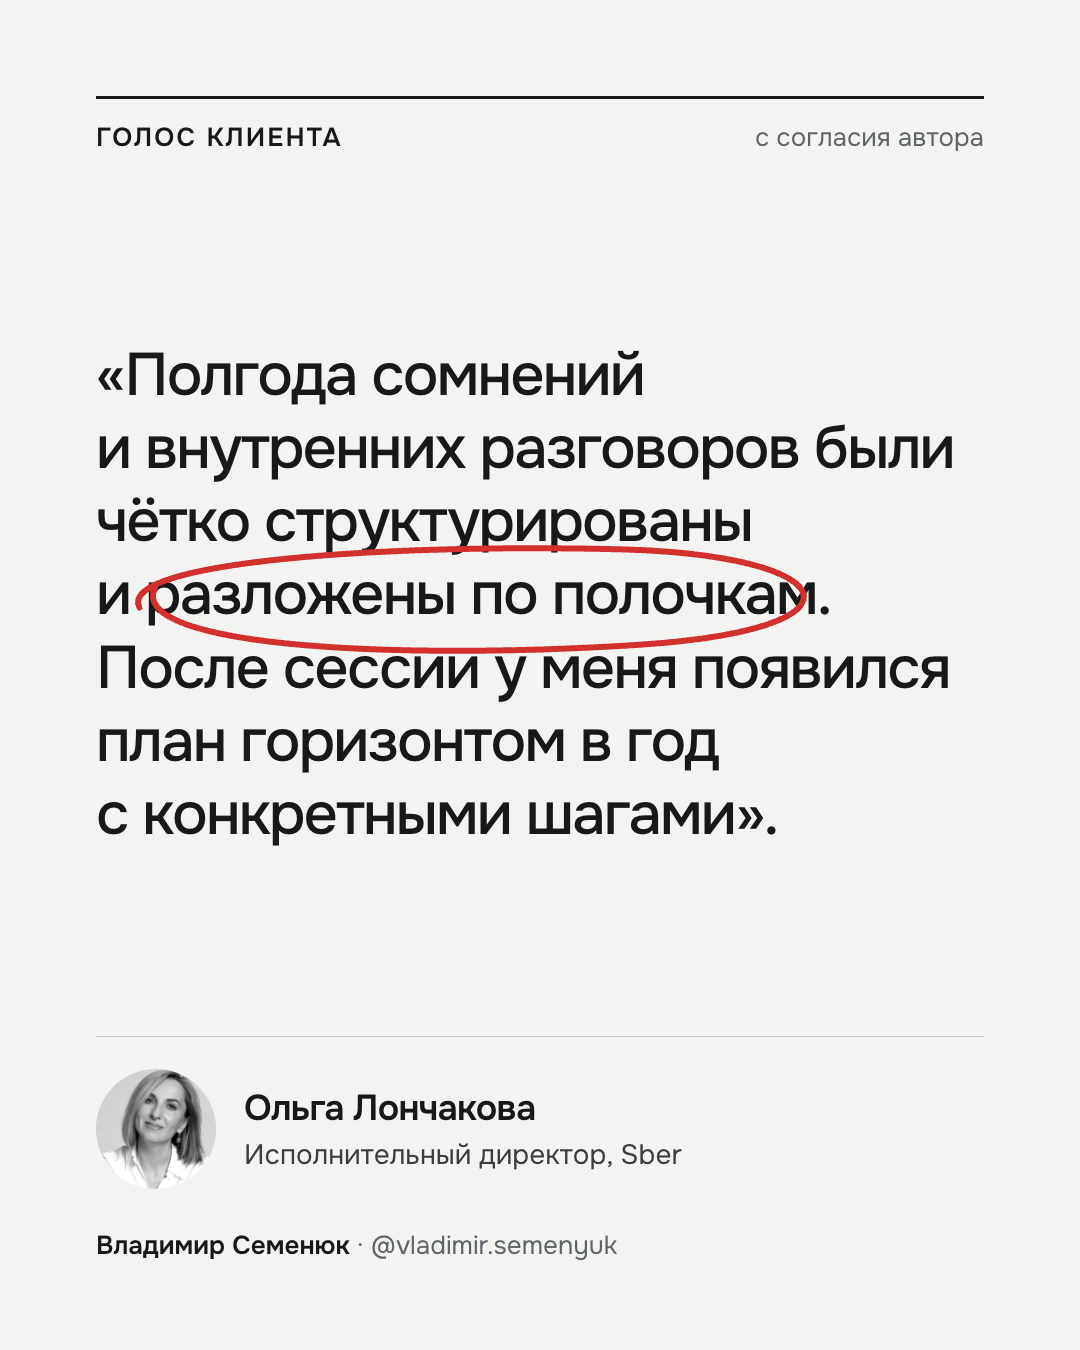 ГОЛОС КЛИЕНТА
с согласия автора
«Полгода сомнений
и внутренних разговоров были
чётко структурированы
и разложены по полочкам.
После сессии у меня появился
план горизонтом в год
с конкретными шагами».
Ольга Лончакова
Исполнительный директор, Sber
Владимир Семенюк · @vladimir.semenyuk